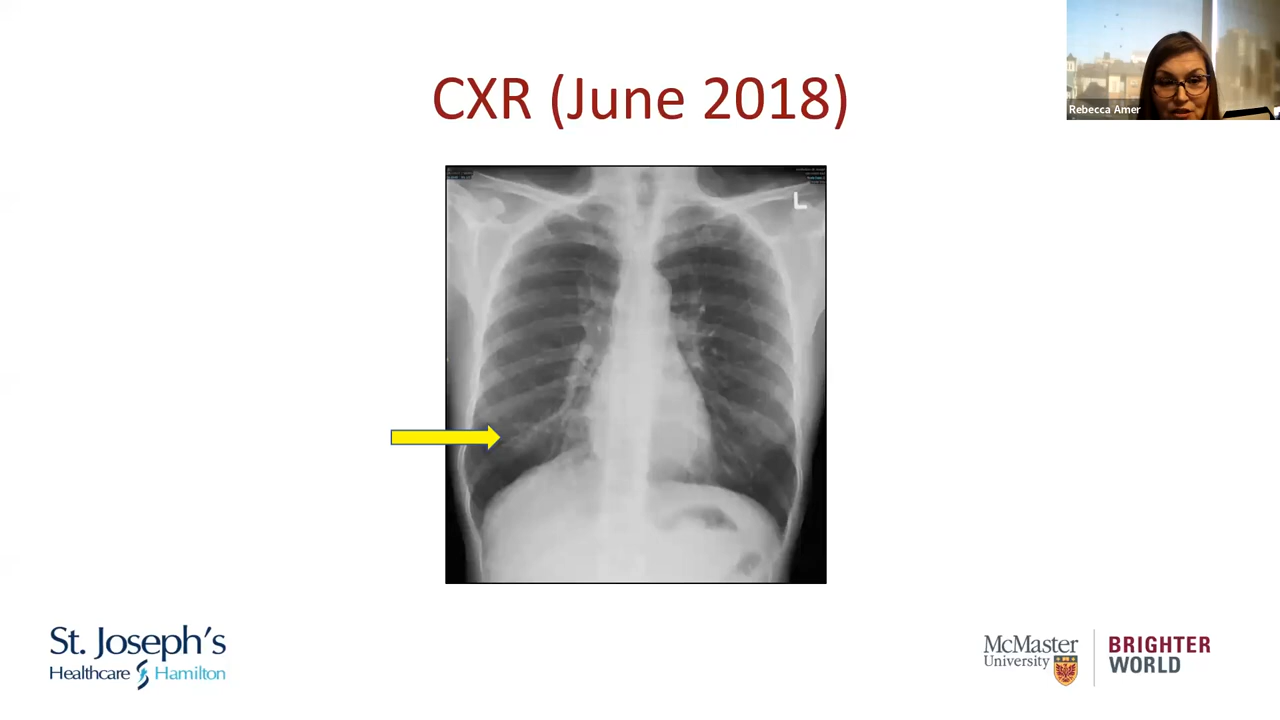 CXR (June 2018)
Rebecca Amer
L
St. Joseph's
Healthcare Hamilton
McMaster
University
BRIGHTER
WORLD